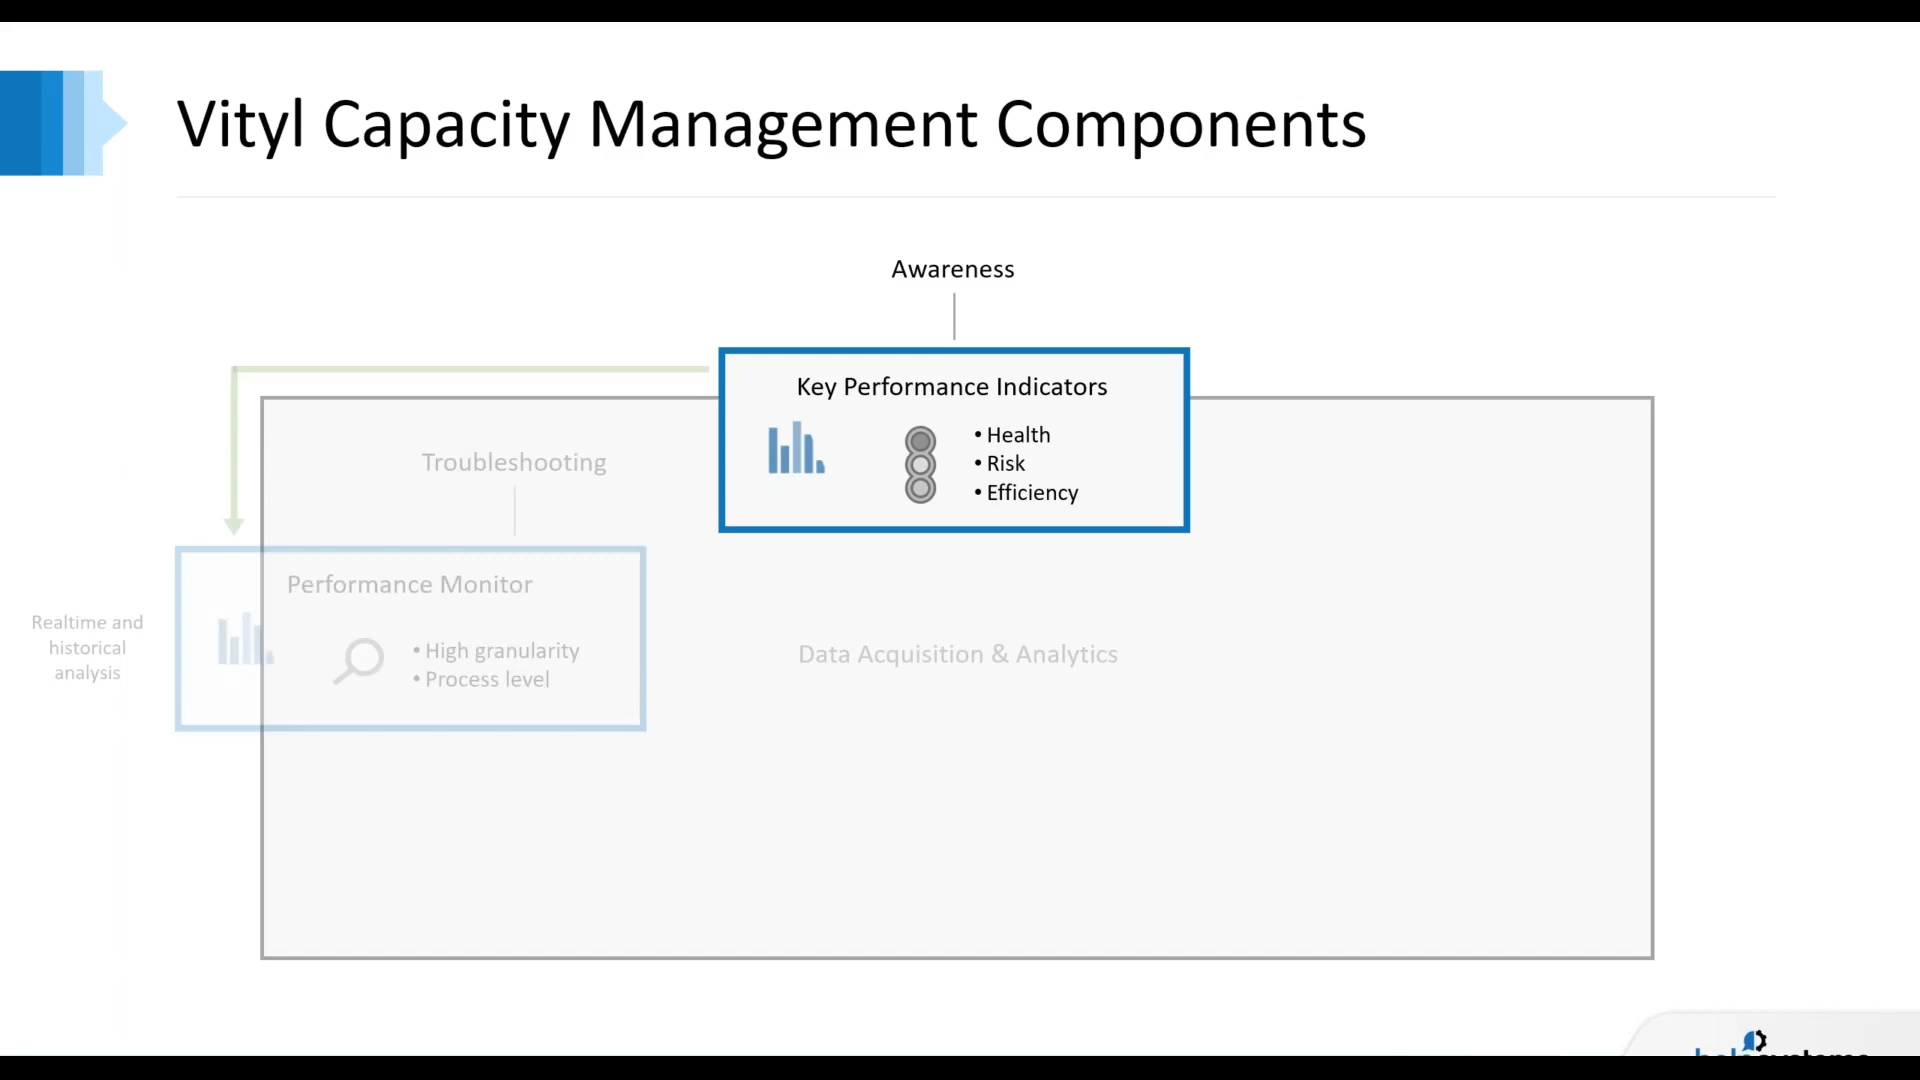 Vityl Capacity Management Components
Awareness
Key Performance Indicators
• Health
• Risk
• Efficiency
Troubleshooting
Performance Monitor
• High granularity
• Process level
Realtime and
historical
analysis
Data Acquisition & Analytics